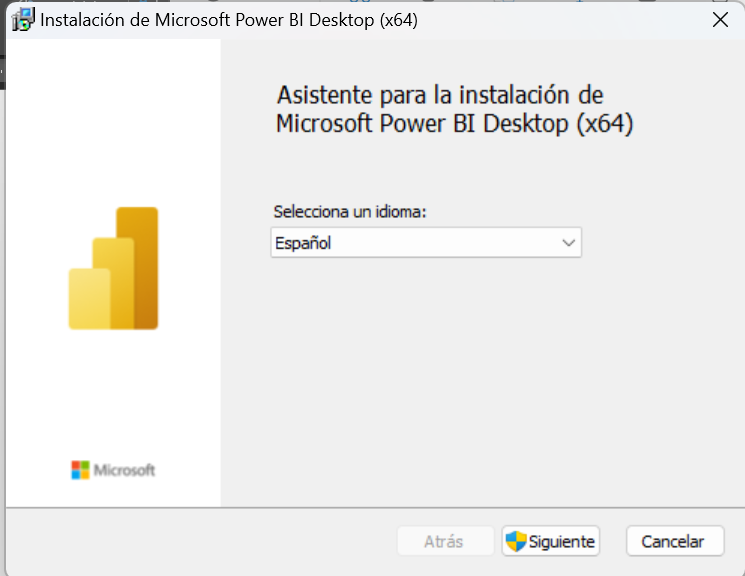 Instalación de Microsoft Power BI Desktop (x64)
Asistente para la instalación de
Microsoft Power BI Desktop (x64)
Selecciona un idioma:
Español
Microsoft
Atrás
Siguiente
Cancelar